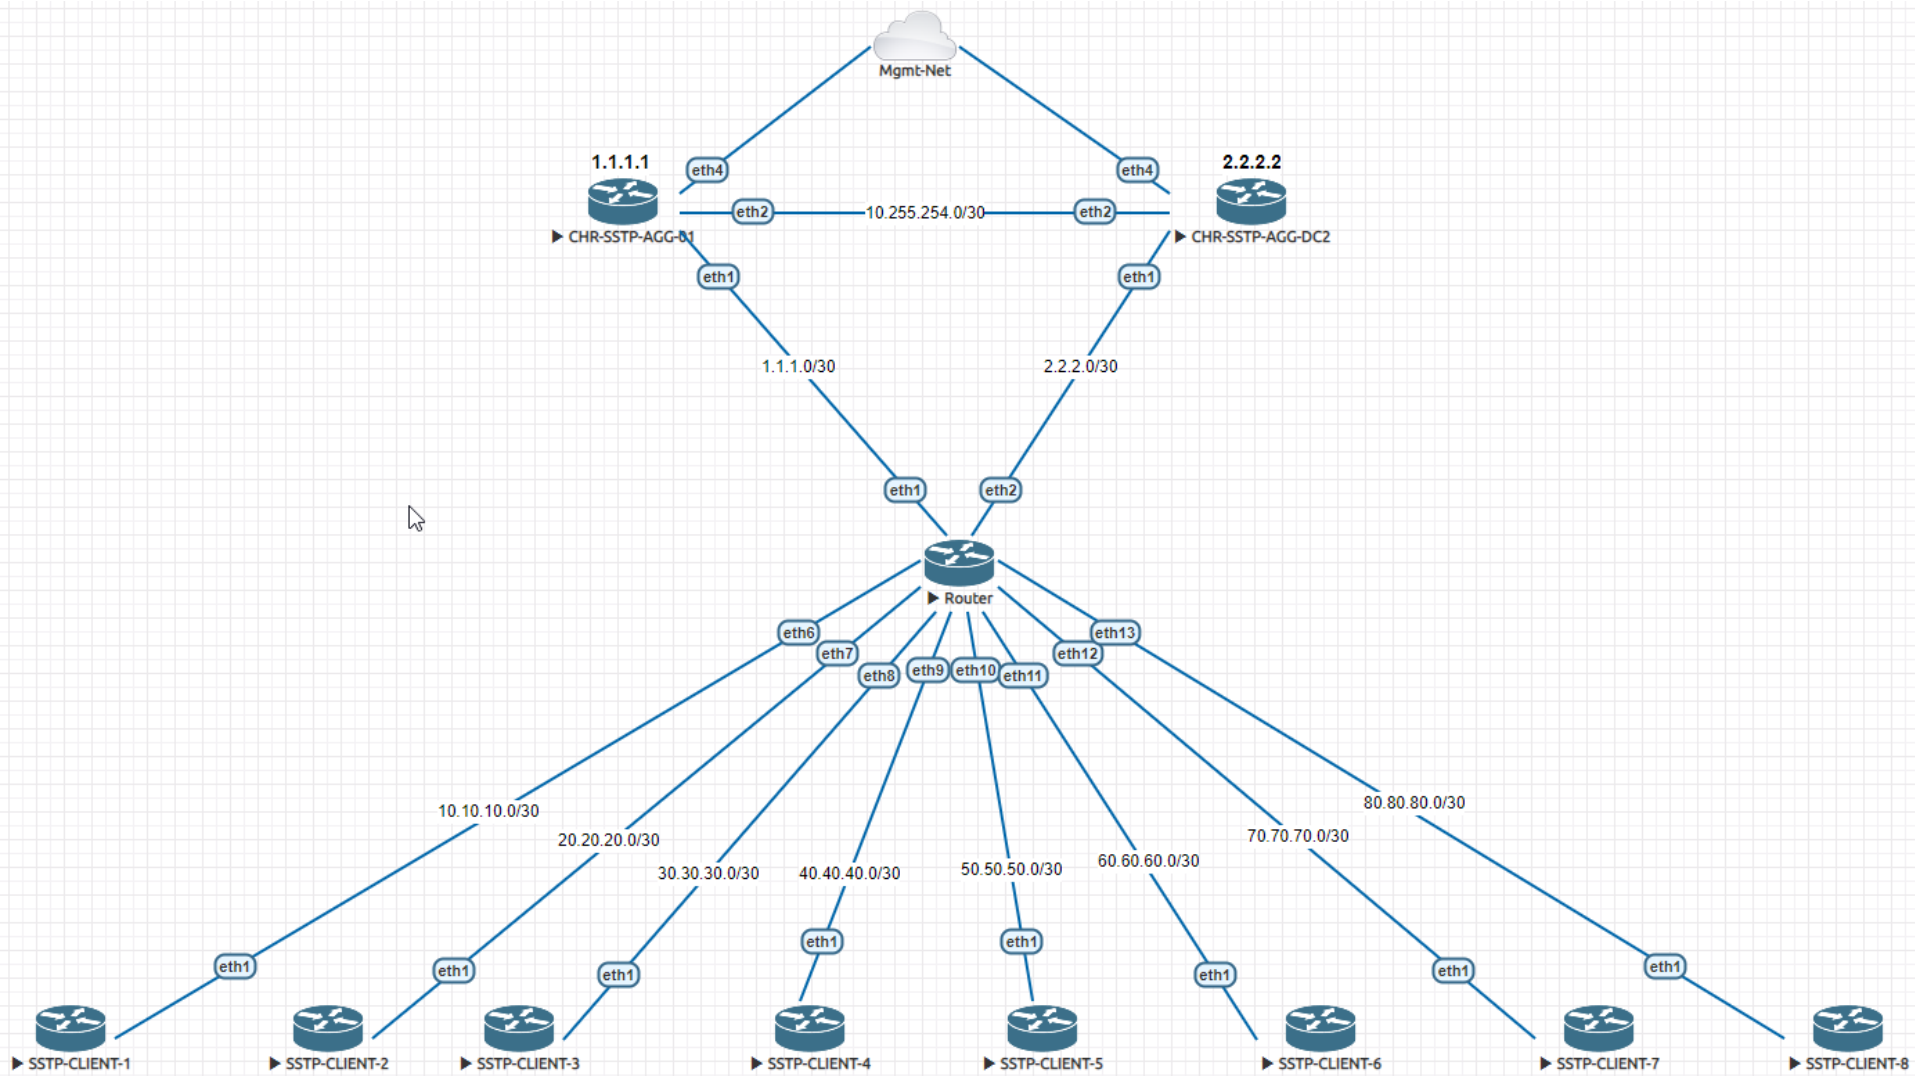 Mgmt-Net
1.1.1.1
2.2.2.2
eth4
eth4
eth2
10.255.254.0/30
eth2
CHR-SSTP-AGG-01
CHR-SSTP-AGG-DC2
eth1
eth1
1.1.1.0/30
2.2.2.0/30
eth1
eth2
Router
eth6
eth13
eth7
eth12
eth8
eth9
eth10
eth11
10.10.10.0/30
80.80.80.0/30
20.20.20.0/30
70.70.70.0/30
30.30.30.0/30
40.40.40.0/30
50.50.50.0/30
60.60.60.0/30
eth1
eth1
eth1
eth1
eth1
eth1
eth1
eth1
SSTP-CLIENT-1
SSTP-CLIENT-2
SSTP-CLIENT-3
SSTP-CLIENT-4
SSTP-CLIENT-5
SSTP-CLIENT-6
SSTP-CLIENT-7
SSTP-CLIENT-8